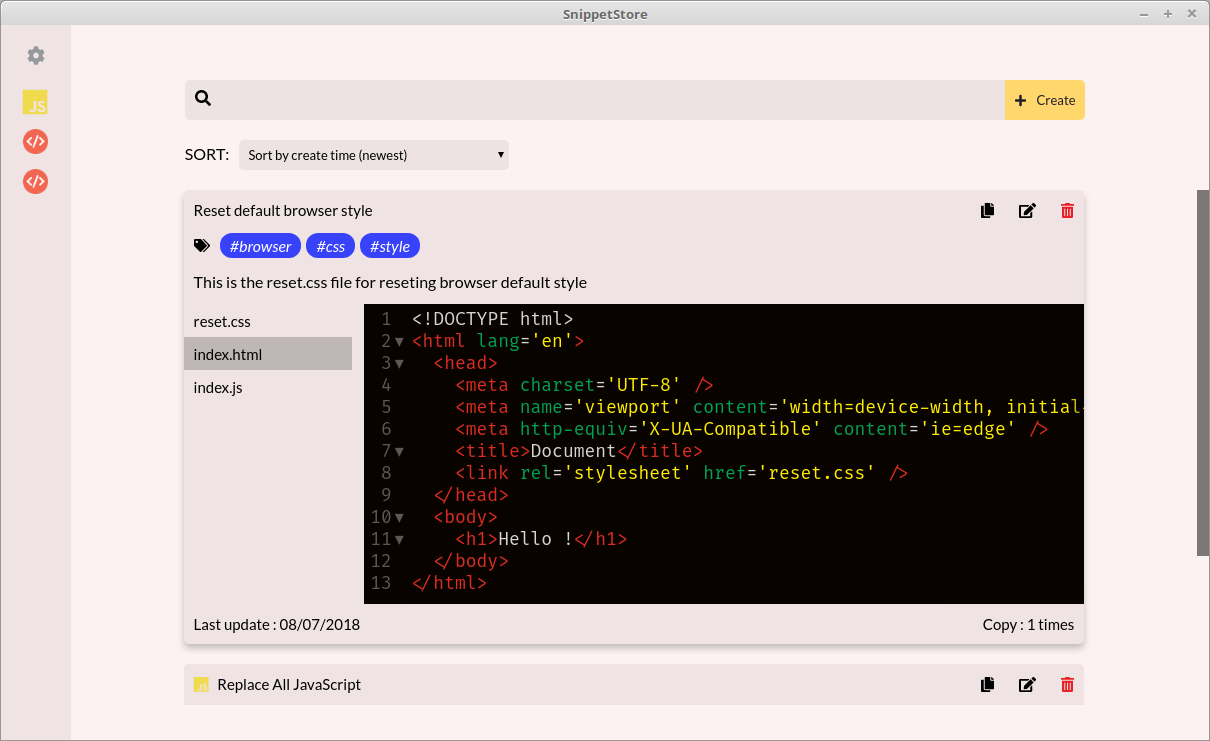 SnippetStore
JS
Create
SORT: Sort by create time (newest)
Reset default browser style
#browser #css #style
This is the reset.css file for reseting browser default style
reset.css
index.html
index.js
1 <!DOCTYPE html>
2 <html lang='en'>
3 <head>
4 <meta charset='UTF-8' />
5 <meta name='viewport' content='width=device-width, initial-
6 <meta http-equiv='X-UA-Compatible' content='ie=edge' />
7 <title>Document</title>
8 <link rel='stylesheet' href='reset.css' />
9 </head>
10 <body>
11 <h1>Hello !</h1>
12 </body>
13 </html>
Last update : 08/07/2018 Copy : 1 times
JS Replace All JavaScript